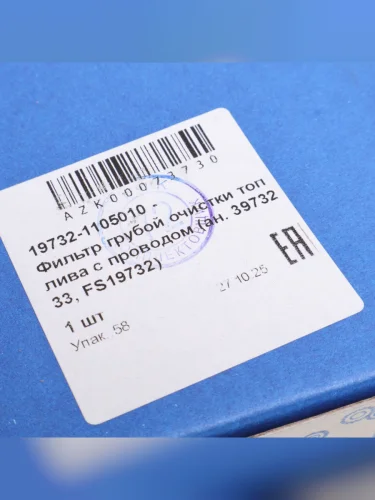 AZK00073730
19732-1105010 -
Фильтр грубой очистки топ
лива с проводом (ан. 39732
33, FS19732)
1 шт
Упак. 58
27.10.25
EAC